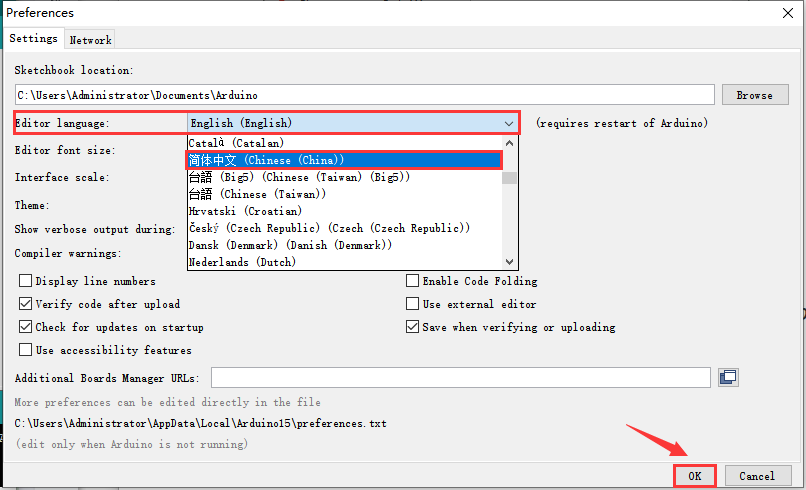 Preferences
Settings Network
Sketchbook location:
C:\Users\Administrator\Documents\Arduino Browse
Editor language: English (English) (requires restart of Arduino)
Català (Catalan)
Editor font size:
简体中文 (Chinese (China))
台語 (Big5) (Chinese (Taiwan) (Big5))
Interface scale:
台語 (Chinese (Taiwan))
Theme:
Hrvatski (Croatian)
Show verbose output during:
Český (Czech Republic) (Czech (Czech Republic))
Dansk (Denmark) (Danish (Denmark))
Compiler warnings:
Nederlands (Dutch)
Display line numbers Enable Code Folding
Verify code after upload Use external editor
Check for updates on startup Save when verifying or uploading
Use accessibility features
Additional Boards Manager URLs:
More preferences can be edited directly in the file
C:\Users\Administrator\AppData\Local\Arduino15\preferences.txt
(edit only when Arduino is not running)
OK Cancel